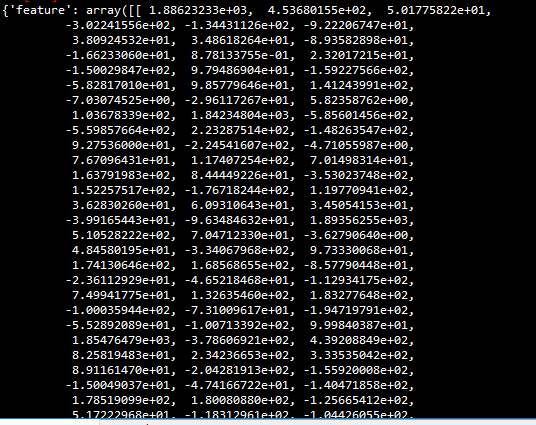 {'feature': array([[ 1.88623233e+03, 4.53680155e+02, 5.01775822e+01,
-3.02241556e+02, -1.34431126e+02, -9.22206747e+01,
3.80924532e+01, 3.48618264e+01, -8.93582898e+01,
-1.66233060e+01, 8.78133755e-01, 2.32017215e+01,
-1.50029847e+02, 9.79486904e+01, -1.59227566e+02,
-5.82817010e+01, 9.85779646e+01, 1.41243991e+02,
-7.03074525e+00, -2.96117267e+01, 5.82358762e+00,
1.03678339e+02, 1.84234804e+03, -5.85601456e+02,
-5.59857664e+02, 2.23287514e+02, -1.48263547e+02,
9.27536000e+01, -2.24541607e+02, -4.71055987e+00,
7.67096431e+01, 1.17407254e+02, 7.01498314e+01,
1.63791983e+02, 8.44449226e+01, -3.53023748e+02,
1.52257517e+02, -1.76718244e+02, 1.19770941e+02,
3.62830260e+01, 6.09310643e+01, 3.45054153e+01,
-3.99165443e+01, -9.63484632e+01, 1.89356255e+03,
5.10528222e+02, 7.04712330e+01, -3.62790640e+00,
4.84580195e+01, -3.34067968e+02, 9.73330068e+01,
1.74130646e+02, 1.68568655e+02, -8.57790448e+01,
-2.36112929e+01, -4.65218468e+01, -1.12934175e+02,
7.49941775e+01, 1.32635460e+02, 1.83277648e+02,
-1.00035944e+02, -7.31009617e+01, -1.94719791e+02,
-5.52892089e+01, -1.00713392e+02, 9.99840387e+01,
1.85476479e+03, -3.78606921e+02, 4.39208849e+02,
8.25819483e+01, 2.34236653e+02, 3.33535042e+02,
8.91161470e+01, -2.04281913e+02, -1.55920008e+02,
-1.50049037e+01, -4.74166722e+01, -1.40471858e+02,
1.78519099e+02, 1.80080880e+02, -1.25665412e+02,
5.17222968e+01, -1.18312961e+02, -1.04426055e+02,